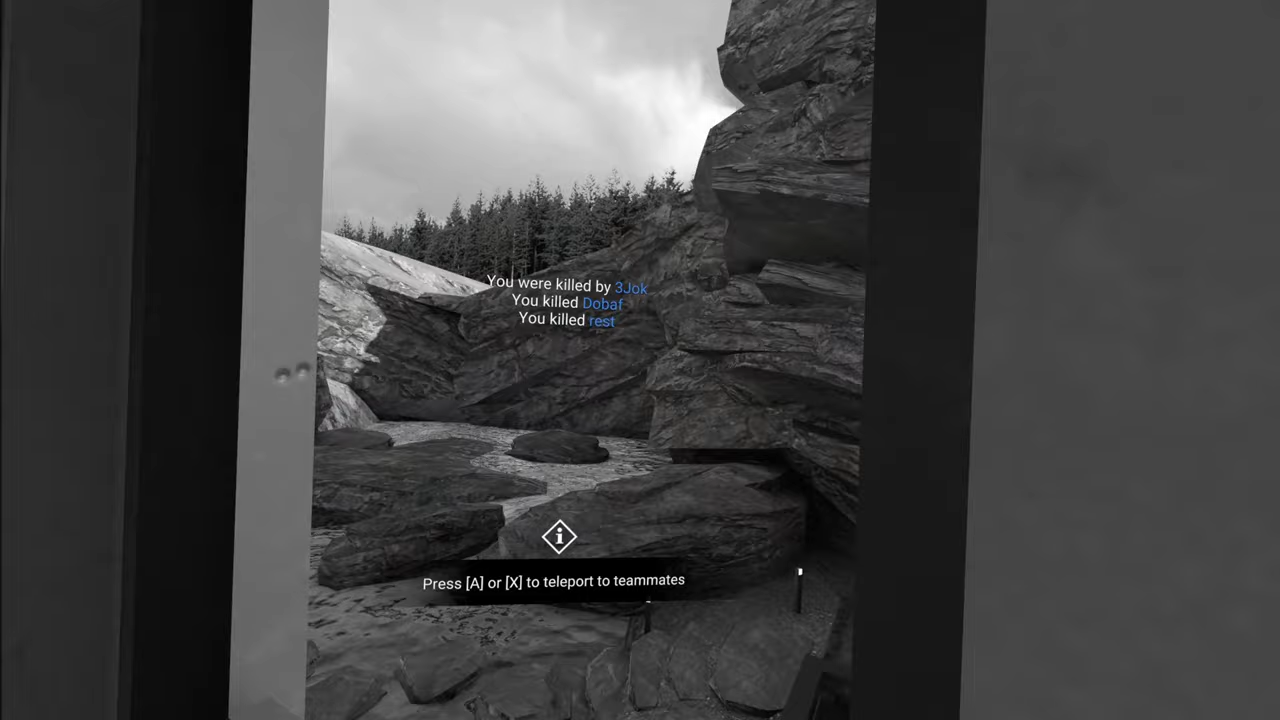 You were killed by 3Jok
You killed Dobaf
You killed rest
Press [A] or [X] to teleport to teammates